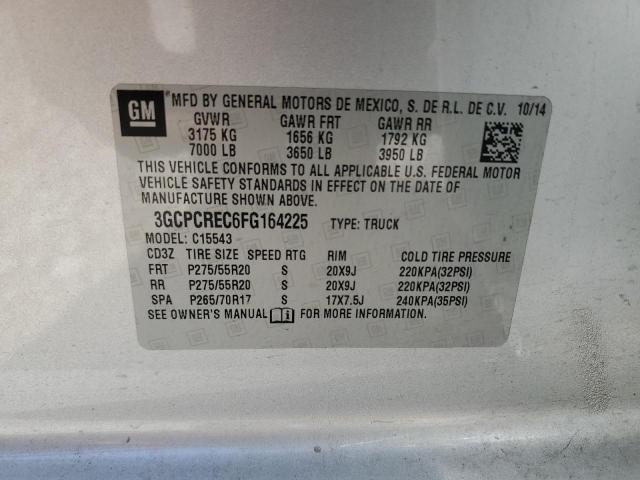 GM
MFD BY GENERAL MOTORS DE MEXICO, S. DE R.L. DE C.V. 10/14
GVWR GAWR FRT GAWR RR
3175 KG 1656 KG 1792 KG
7000 LB 3650 LB 3950 LB
THIS VEHICLE CONFORMS TO ALL APPLICABLE U.S. FEDERAL MOTOR
VEHICLE SAFETY STANDARDS IN EFFECT ON THE DATE OF
MANUFACTURE SHOWN ABOVE.
3GCPCREC6FG164225 TYPE: TRUCK
MODEL: C15543
CD3Z TIRE SIZE SPEED RTG RIM COLD TIRE PRESSURE
FRT P275/55R20 S 20X9J 220KPA(32PSI)
RR P275/55R20 S 20X9J 220KPA(32PSI)
SPA P265/70R17 S 17X7.5J 240KPA(35PSI)
SEE OWNER'S MANUAL FOR MORE INFORMATION.